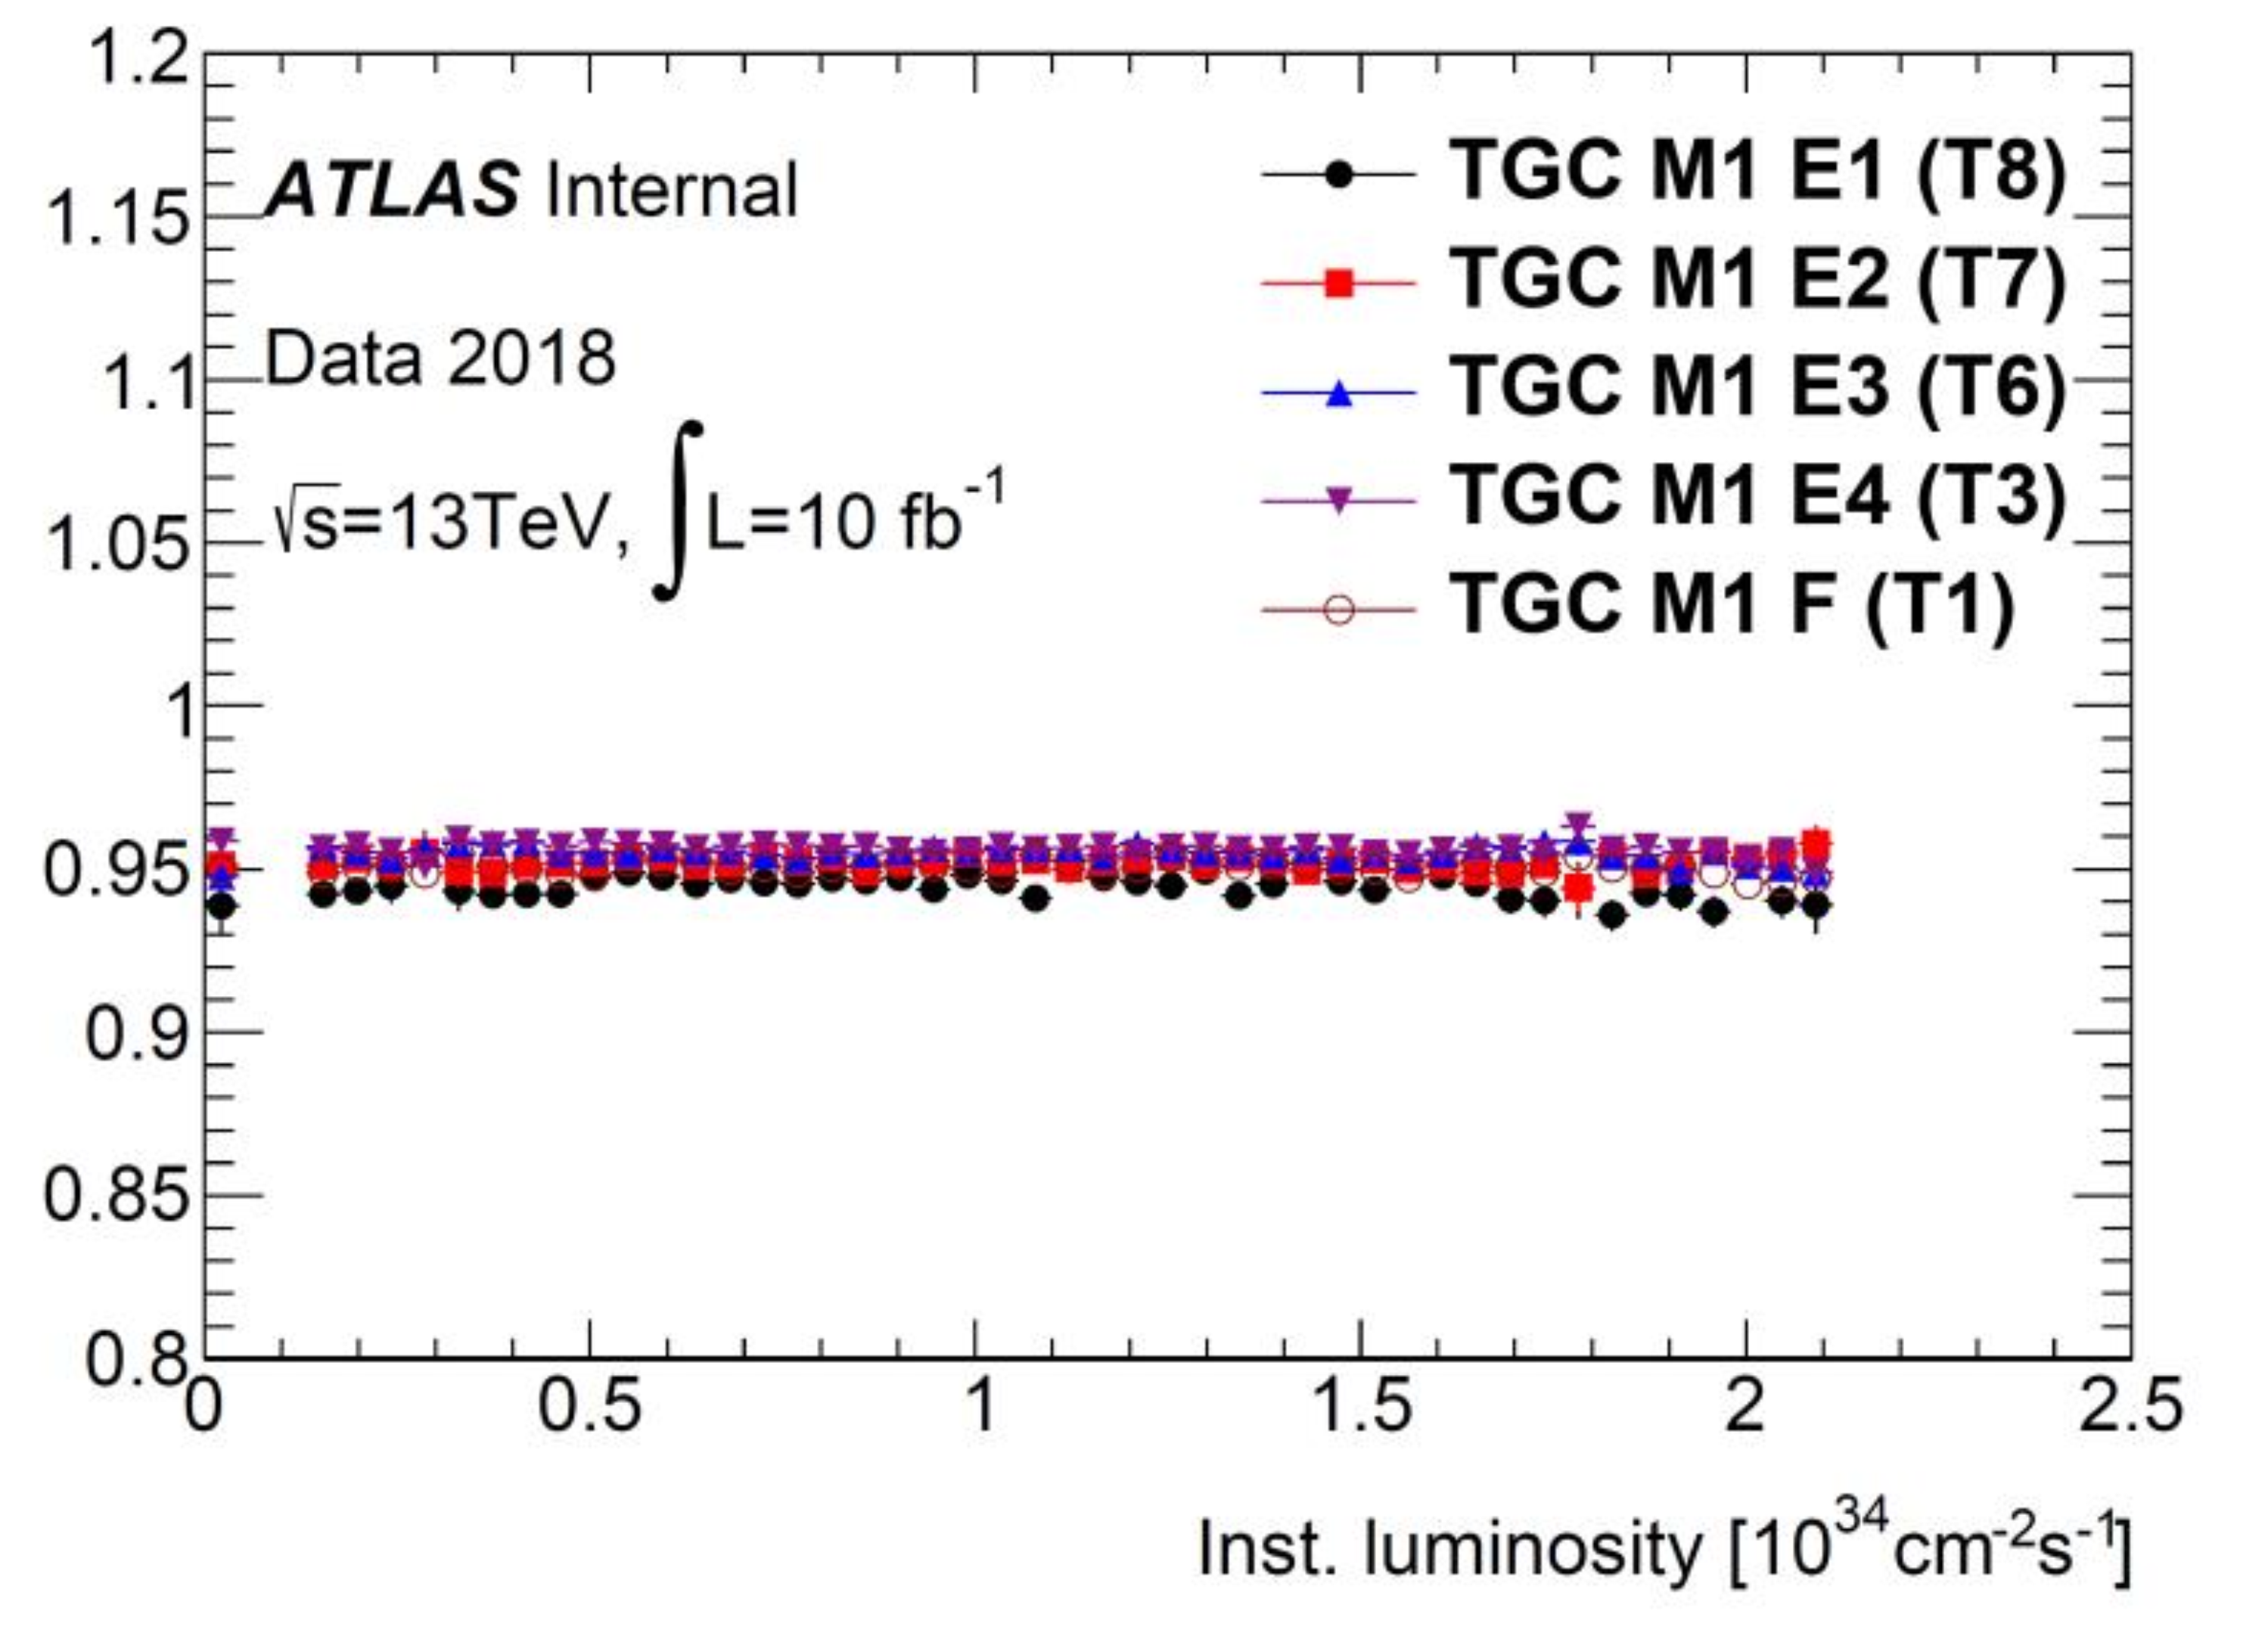 1.2
1.15
1.1
1.05
1
0.95
0.9
0.85
0.8
ATLAS Internal
Data 2018
√s=13TeV, ∫L=10 fb⁻¹
TGC M1 E1 (T8)
TGC M1 E2 (T7)
TGC M1 E3 (T6)
TGC M1 E4 (T3)
TGC M1 F (T1)
0 0.5 1 1.5 2 2.5
Inst. luminosity [10³⁴cm⁻²s⁻¹]